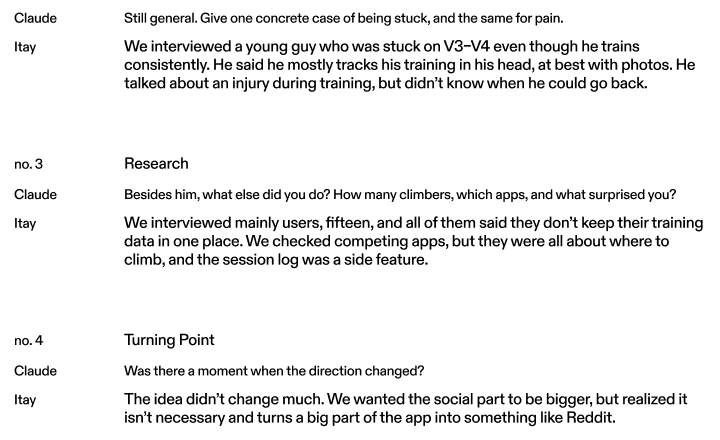 Claude Still general. Give one concrete case of being stuck, and the same for pain.
Itay We interviewed a young guy who was stuck on V3–V4 even though he trains
consistently. He said he mostly tracks his training in his head, at best with photos. He
talked about an injury during training, but didn’t know when he could go back.
no. 3 Research
Claude Besides him, what else did you do? How many climbers, which apps, and what surprised you?
Itay We interviewed mainly users, fifteen, and all of them said they don’t keep their training
data in one place. We checked competing apps, but they were all about where to
climb, and the session log was a side feature.
no. 4 Turning Point
Claude Was there a moment when the direction changed?
Itay The idea didn’t change much. We wanted the social part to be bigger, but realized it
isn’t necessary and turns a big part of the app into something like Reddit.